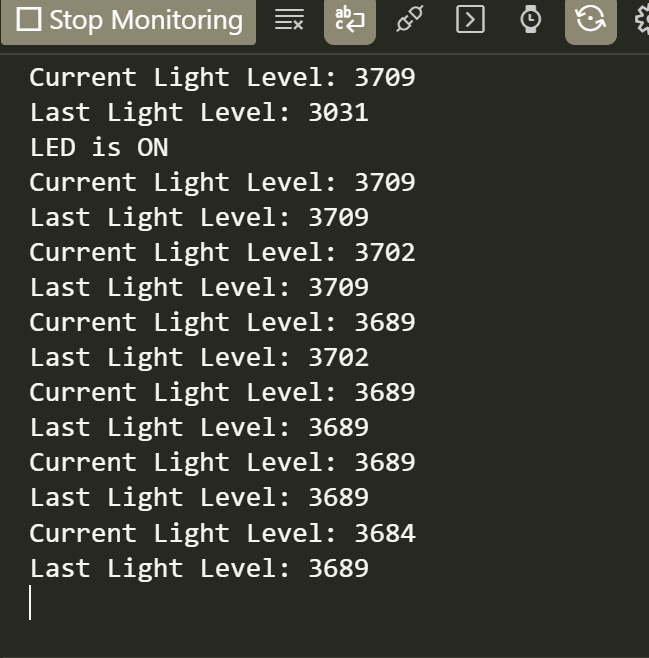 Stop Monitoring
ab
c
Current Light Level: 3709
Last Light Level: 3031
LED is ON
Current Light Level: 3709
Last Light Level: 3709
Current Light Level: 3702
Last Light Level: 3709
Current Light Level: 3689
Last Light Level: 3702
Current Light Level: 3689
Last Light Level: 3689
Current Light Level: 3689
Last Light Level: 3689
Current Light Level: 3684
Last Light Level: 3689